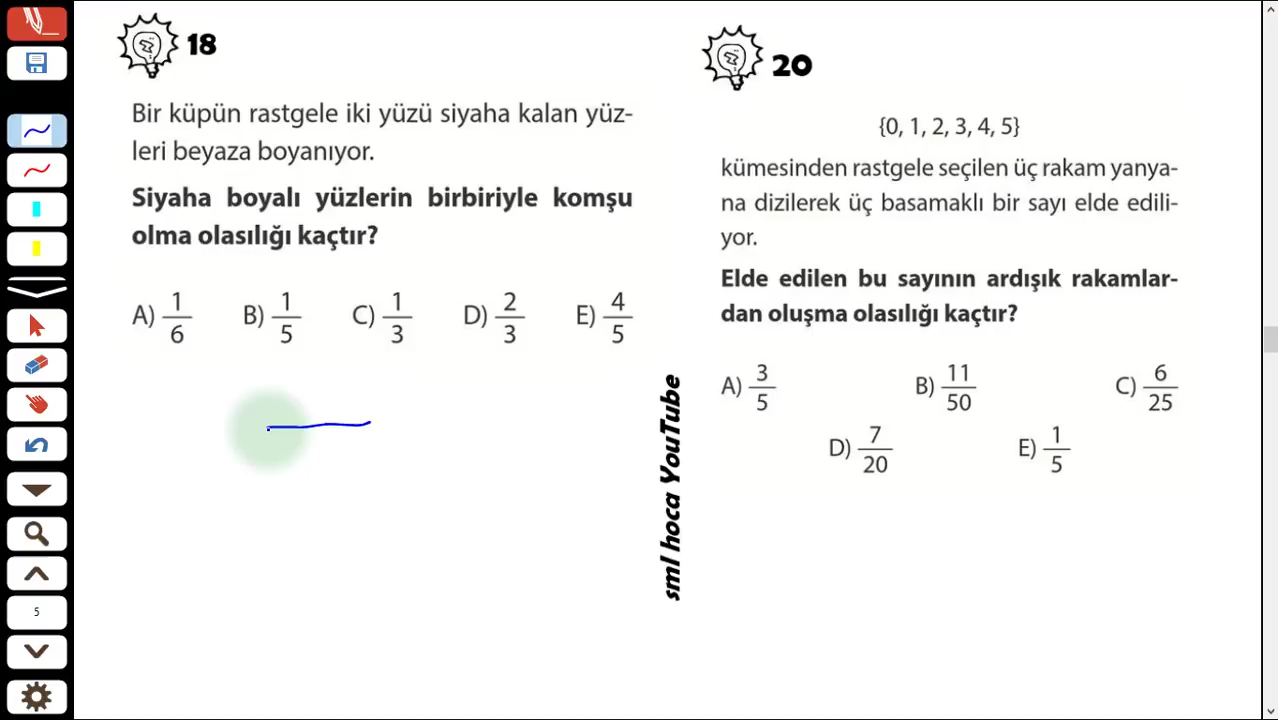 18
Bir küpün rastgele iki yüzü siyaha kalan yüz-
leri beyaza boyanıyor.
Siyaha boyalı yüzlerin birbiriyle komşu
olma olasılığı kaçtır?
A) 1/6 B) 1/5 C) 1/3 D) 2/3 E) 4/5
20
{0, 1, 2, 3, 4, 5}
kümesinden rastgele seçilen üç rakam yanya-
na dizilerek üç basamaklı bir sayı elde edili-
yor.
Elde edilen bu sayının ardışık rakamlar-
dan oluşma olasılığı kaçtır?
A) 3/5 B) 11/50 C) 6/25
D) 7/20 E) 1/5
sml hoca YouTube
5